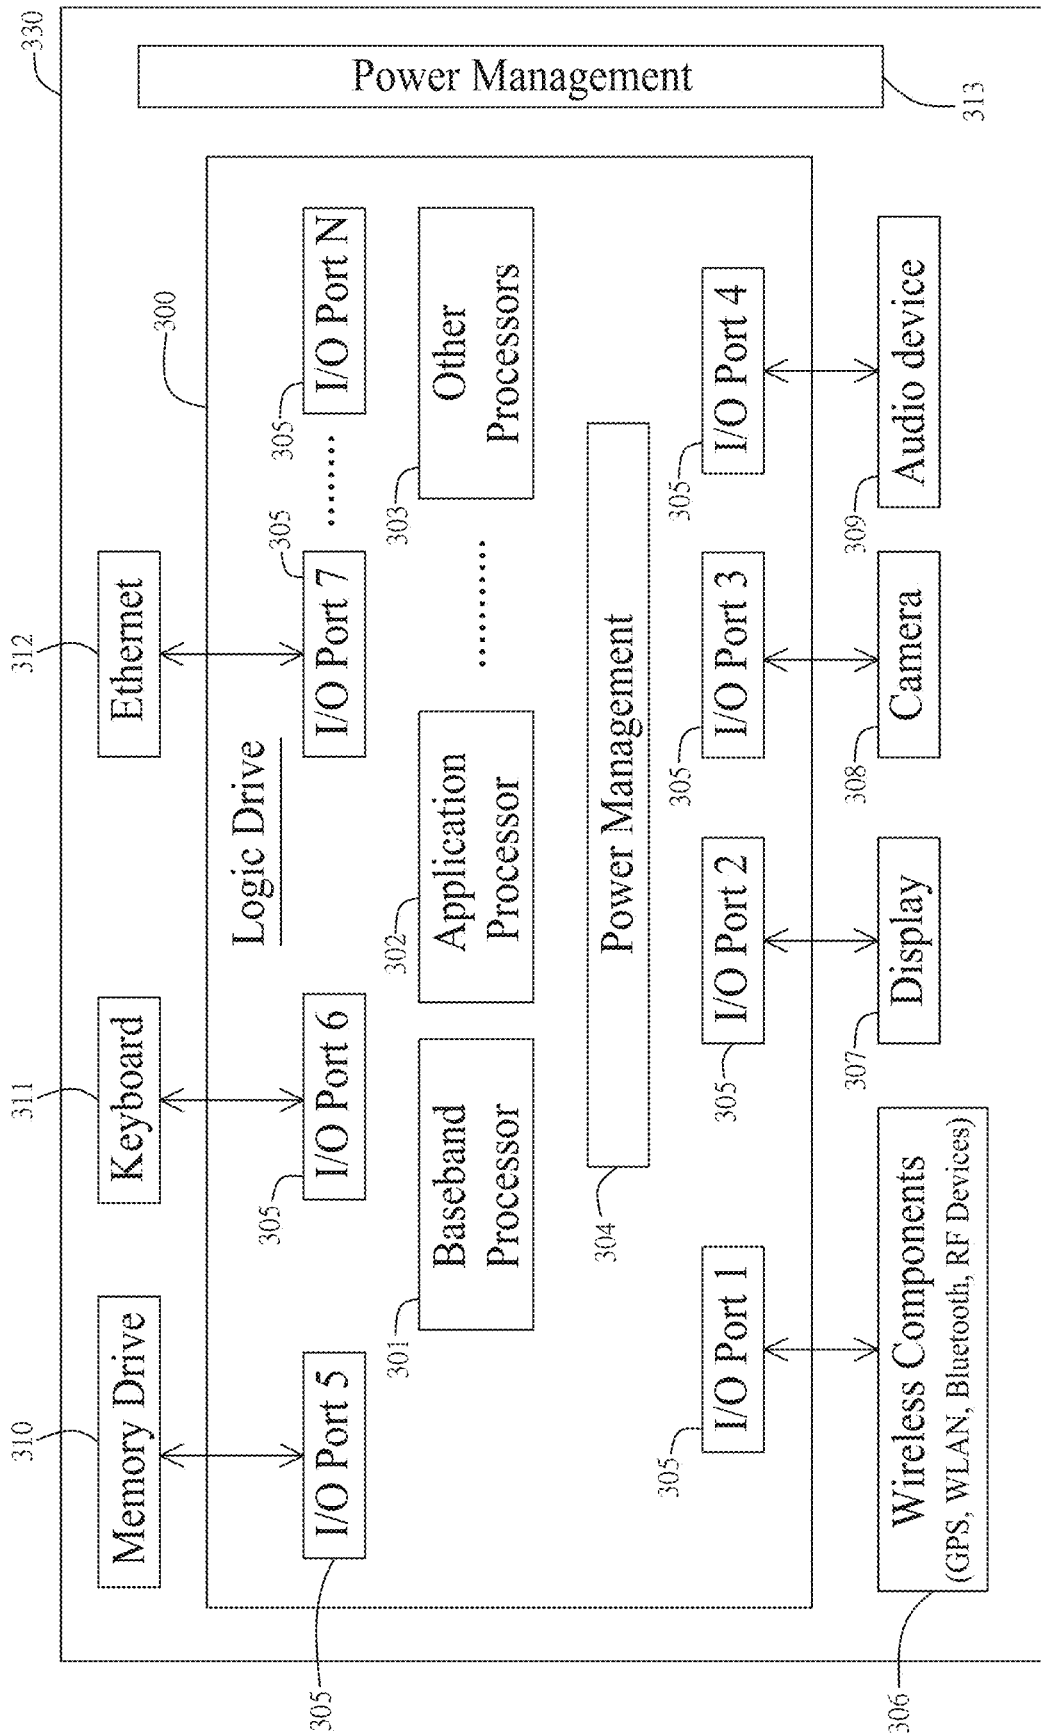 310
311
312
330
Memory Drive
Keyboard
Ethernet
300
Logic Drive
305
I/O Port 5
305
I/O Port 6
I/O Port 7
305
305
I/O Port N
........
301
Baseband
Processor
302
Application
Processor
..........
303
Other
Processors
304
Power Management
305
I/O Port 1
305
I/O Port 2
305
I/O Port 3
305
I/O Port 4
306
Wireless Components
(GPS, WLAN, Bluetooth, RF Devices)
307
Display
308
Camera
309
Audio device
Power Management
313